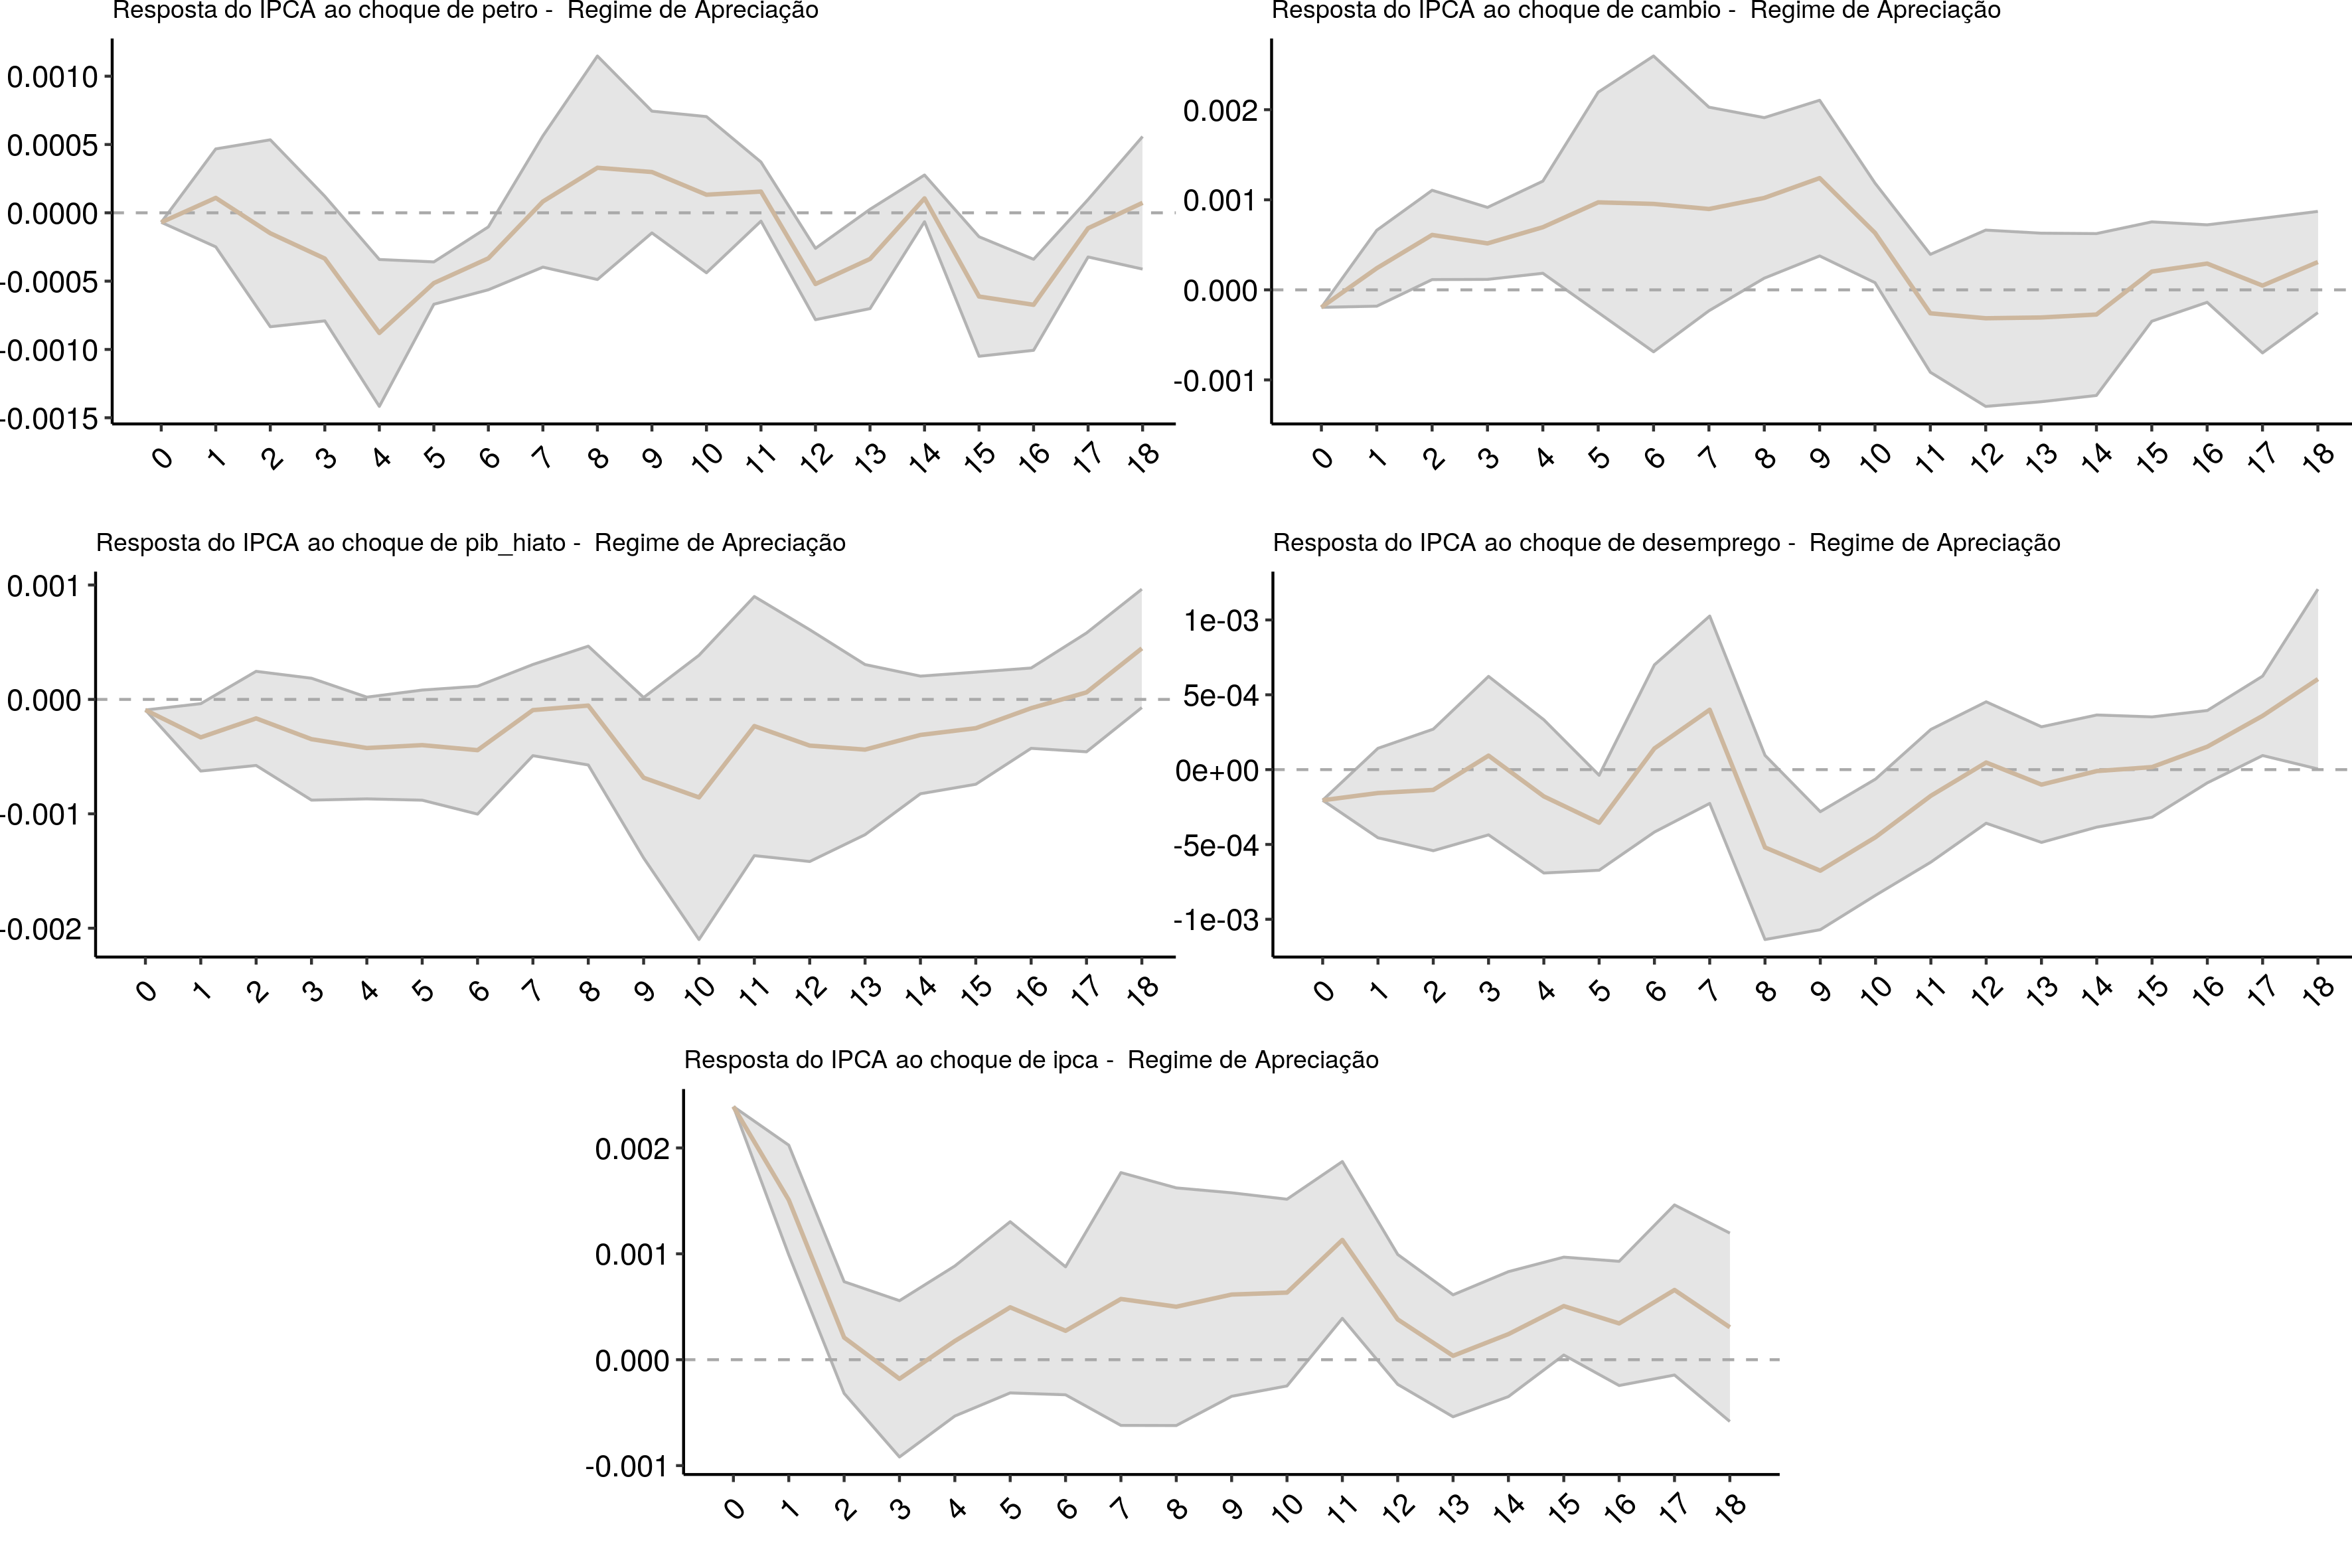 Resposta do IPCA ao choque de petro - Regime de Apreciação
0.0010
0.0005
0.0000
-0.0005
-0.0010
-0.0015
0 1 2 3 4 5 6 7 8 9 10 11 12 13 14 15 16 17 18
Resposta do IPCA ao choque de cambio - Regime de Apreciação
0.002
0.001
0.000
-0.001
0 1 2 3 4 5 6 7 8 9 10 11 12 13 14 15 16 17 18
Resposta do IPCA ao choque de pib_hiato - Regime de Apreciação
0.001
0.000
-0.001
-0.002
0 1 2 3 4 5 6 7 8 9 10 11 12 13 14 15 16 17 18
Resposta do IPCA ao choque de desemprego - Regime de Apreciação
1e-03
5e-04
0e+00
-5e-04
-1e-03
0 1 2 3 4 5 6 7 8 9 10 11 12 13 14 15 16 17 18
Resposta do IPCA ao choque de ipca - Regime de Apreciação
0.002
0.001
0.000
-0.001
0 1 2 3 4 5 6 7 8 9 10 11 12 13 14 15 16 17 18